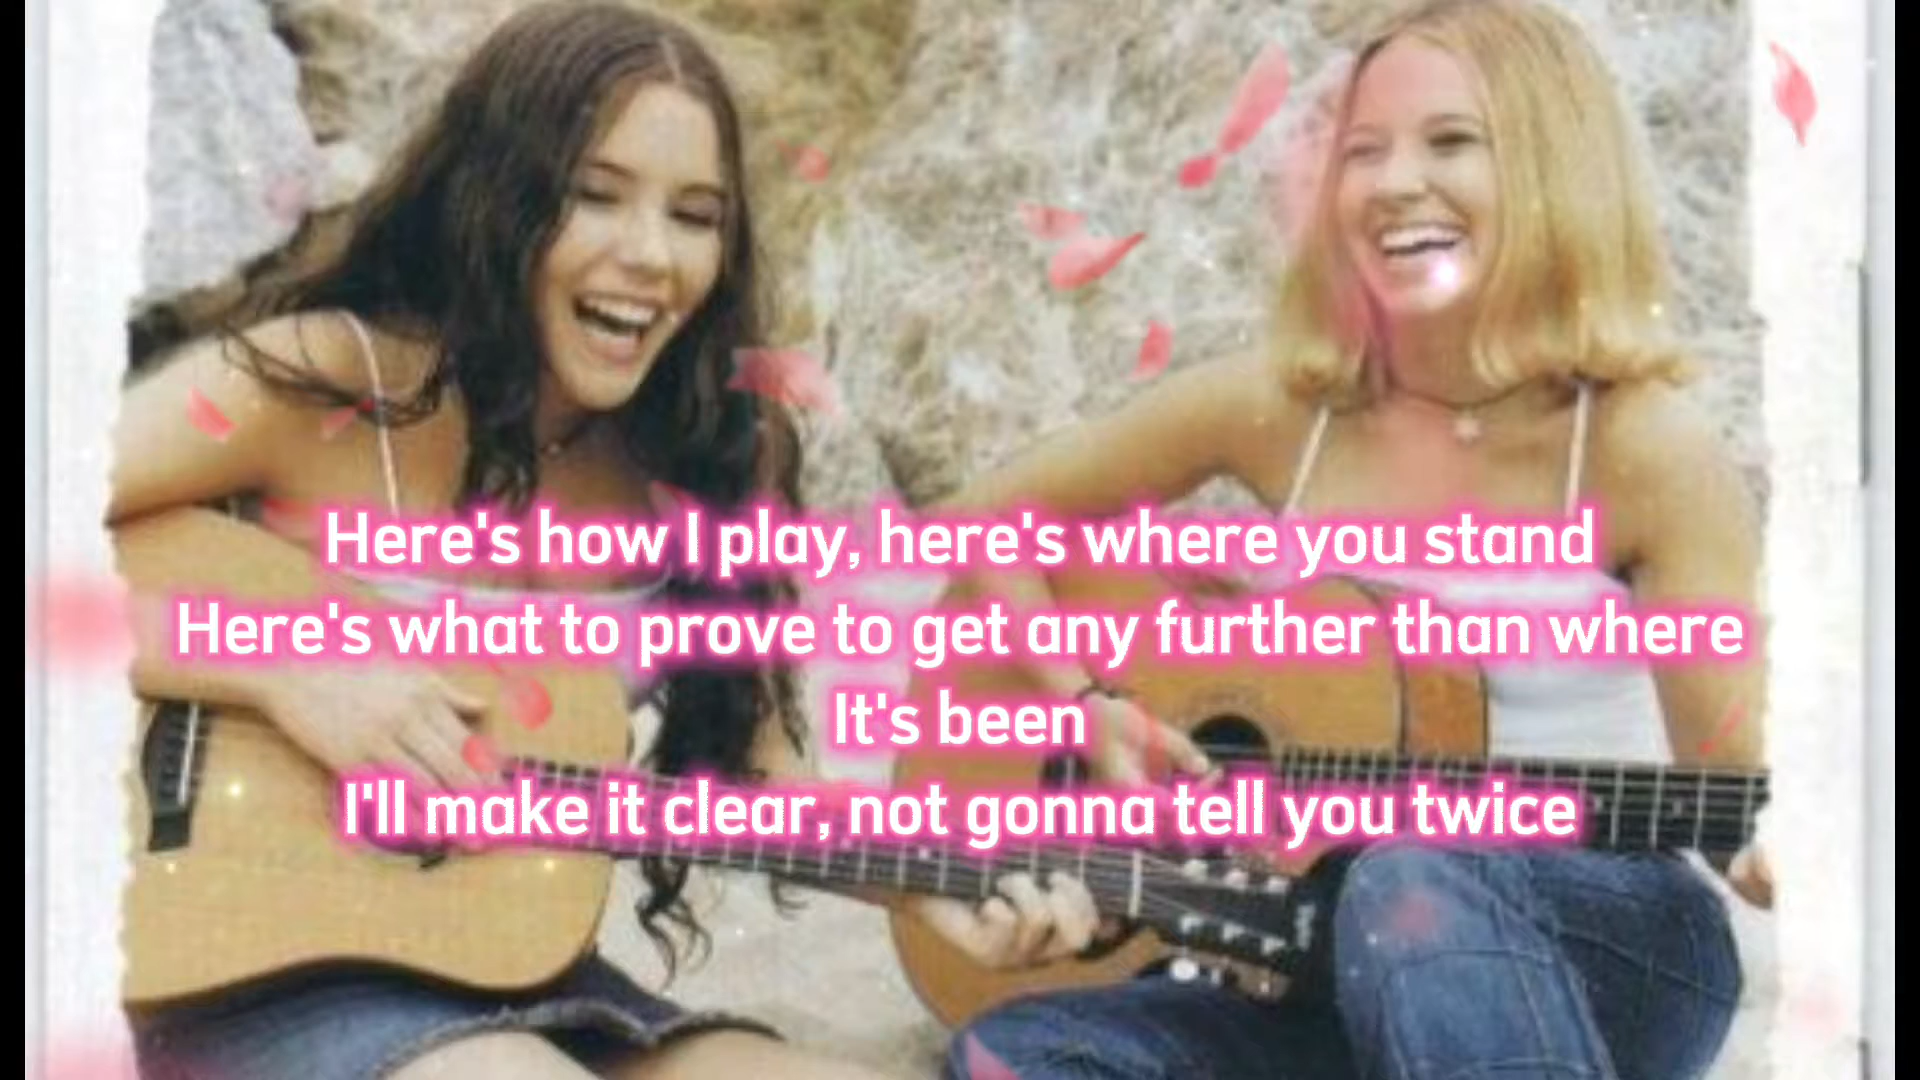 Here's how I play, here's where you stand
Here's what to prove to get any further than where
It's been
I'll make it clear, not gonna tell you twice